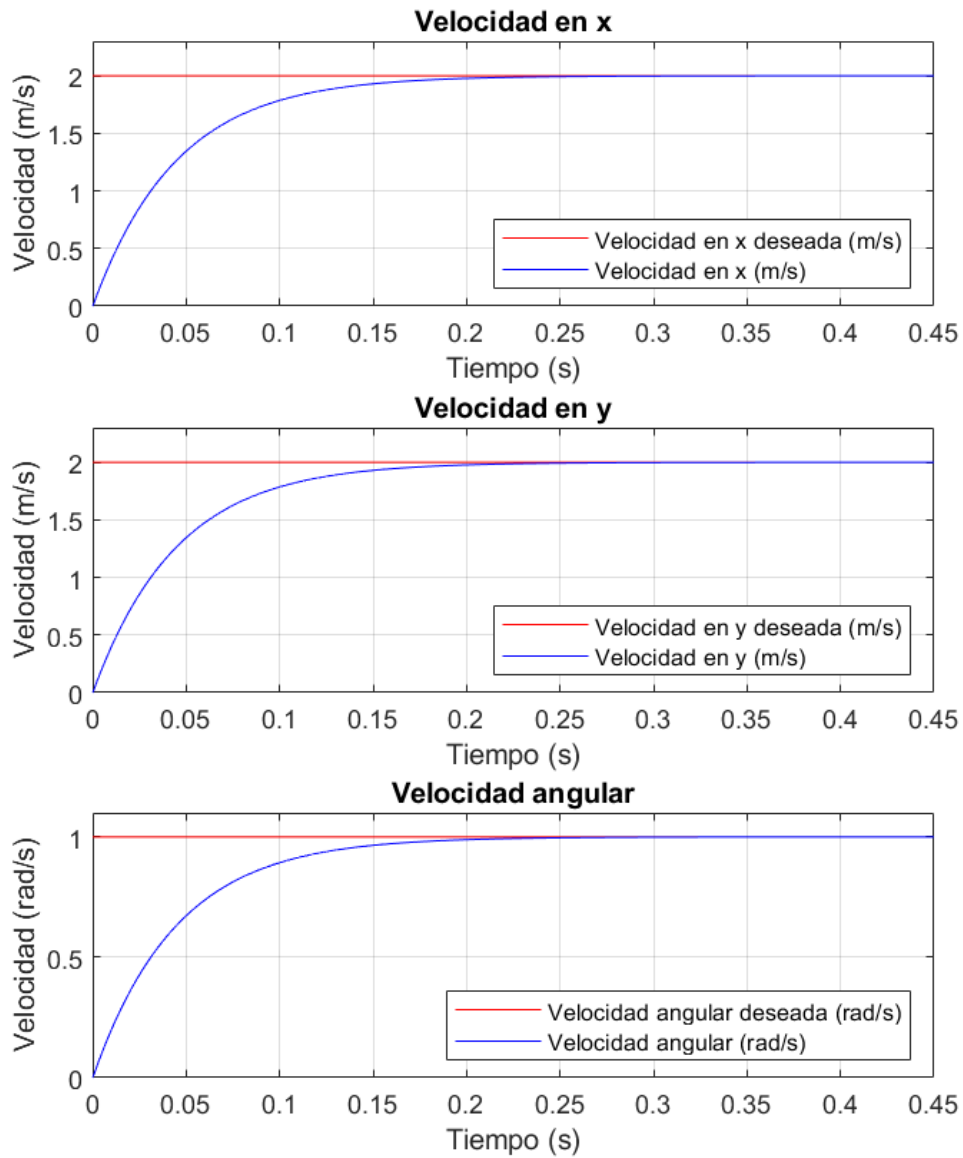 Velocidad en x
2
1.5
1
0.5
0
Velocidad (m/s)
Velocidad en x deseada (m/s)
Velocidad en x (m/s)
0 0.05 0.1 0.15 0.2 0.25 0.3 0.35 0.4 0.45
Tiempo (s)
Velocidad en y
2
1.5
1
0.5
0
Velocidad (m/s)
Velocidad en y deseada (m/s)
Velocidad en y (m/s)
0 0.05 0.1 0.15 0.2 0.25 0.3 0.35 0.4 0.45
Tiempo (s)
Velocidad angular
1
0.5
0
Velocidad (rad/s)
Velocidad angular deseada (rad/s)
Velocidad angular (rad/s)
0 0.05 0.1 0.15 0.2 0.25 0.3 0.35 0.4 0.45
Tiempo (s)